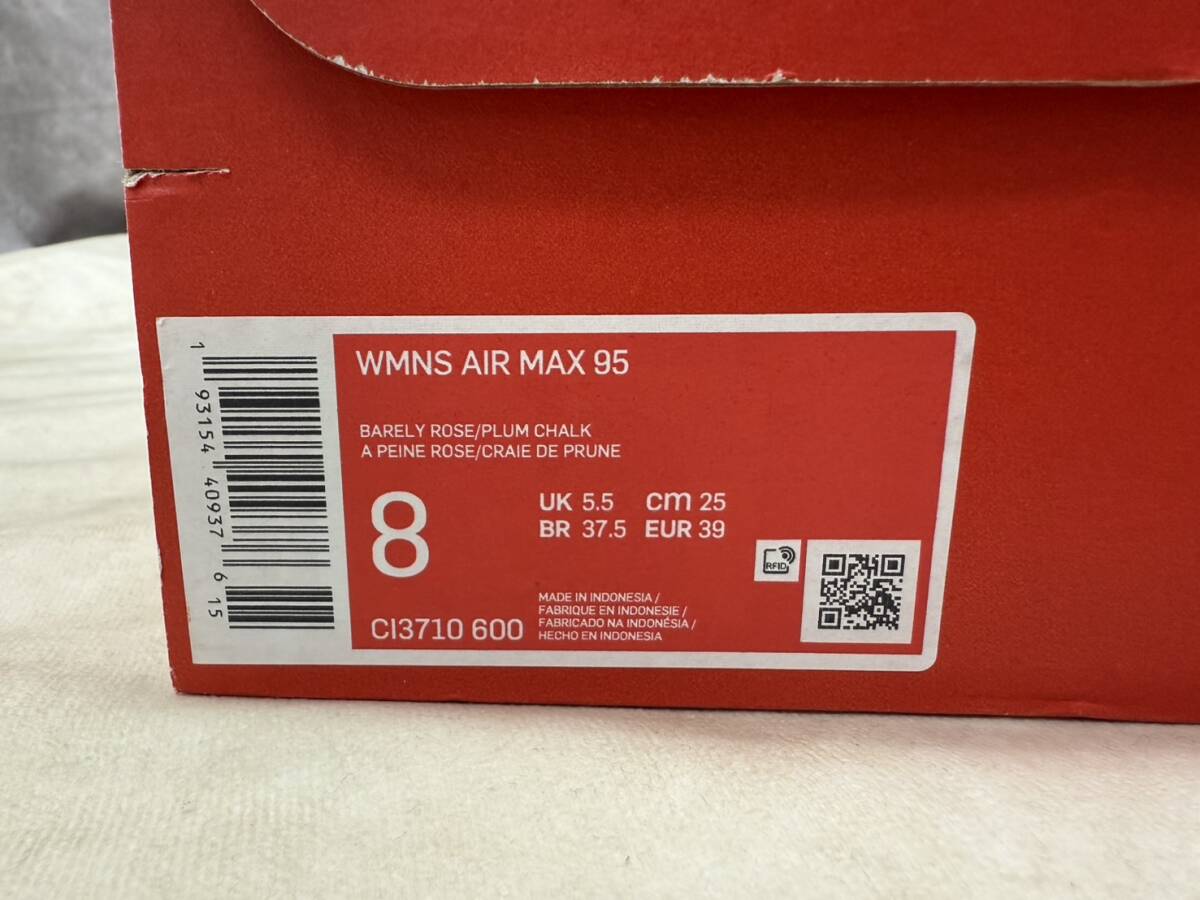 WMNS AIR MAX 95
BARELY ROSE/PLUM CHALK
A PEINE ROSE/CRAIE DE PRUNE
8
UK 5.5 cm 25
BR 37.5 EUR 39
CI3710 600
MADE IN INDONESIA /
FABRIQUE EN INDONESIE /
FABRICADO NA INDONÉSIA /
HECHO EN INDONESIA
RFID
1 93154 40937 6 15